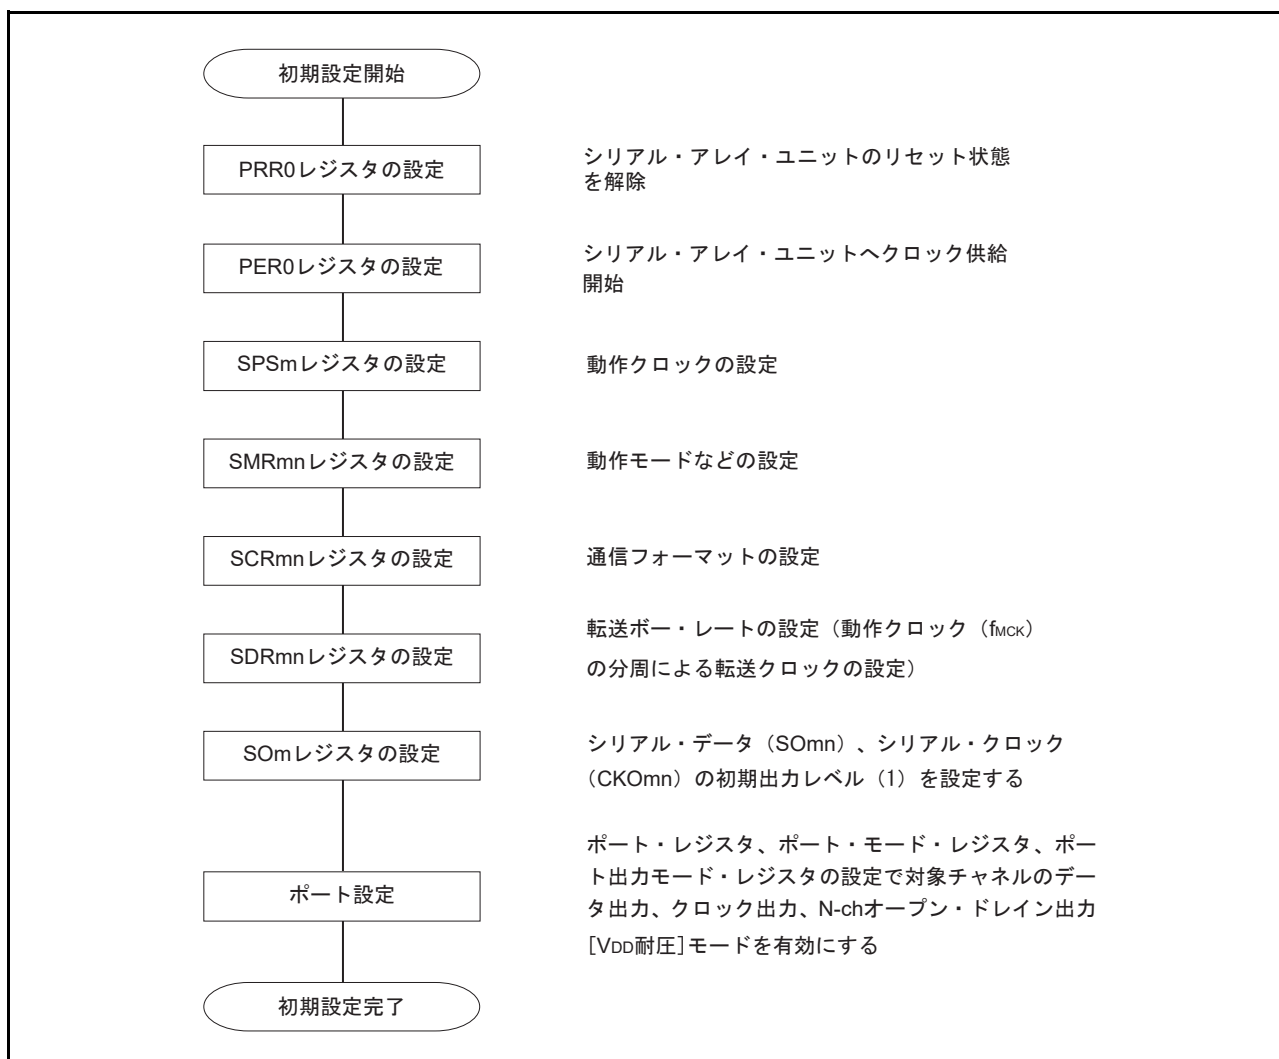 初期設定開始
PRR0レジスタの設定
シリアル・アレイ・ユニットのリセット状態
を解除
PER0レジスタの設定
シリアル・アレイ・ユニットへクロック供給
開始
SPSmレジスタの設定
動作クロックの設定
SMRmnレジスタの設定
動作モードなどの設定
SCRmnレジスタの設定
通信フォーマットの設定
SDRmnレジスタの設定
転送ボー・レートの設定（動作クロック（fMCK）
の分周による転送クロックの設定）
SOmレジスタの設定
シリアル・データ（SOmn）、シリアル・クロック
（CKOmn）の初期出力レベル（1）を設定する
ポート設定
ポート・レジスタ、ポート・モード・レジスタ、ポー
ト出力モード・レジスタの設定で対象チャネルのデー
タ出力、クロック出力、N-chオープン・ドレイン出力
［VDD耐圧］モードを有効にする
初期設定完了